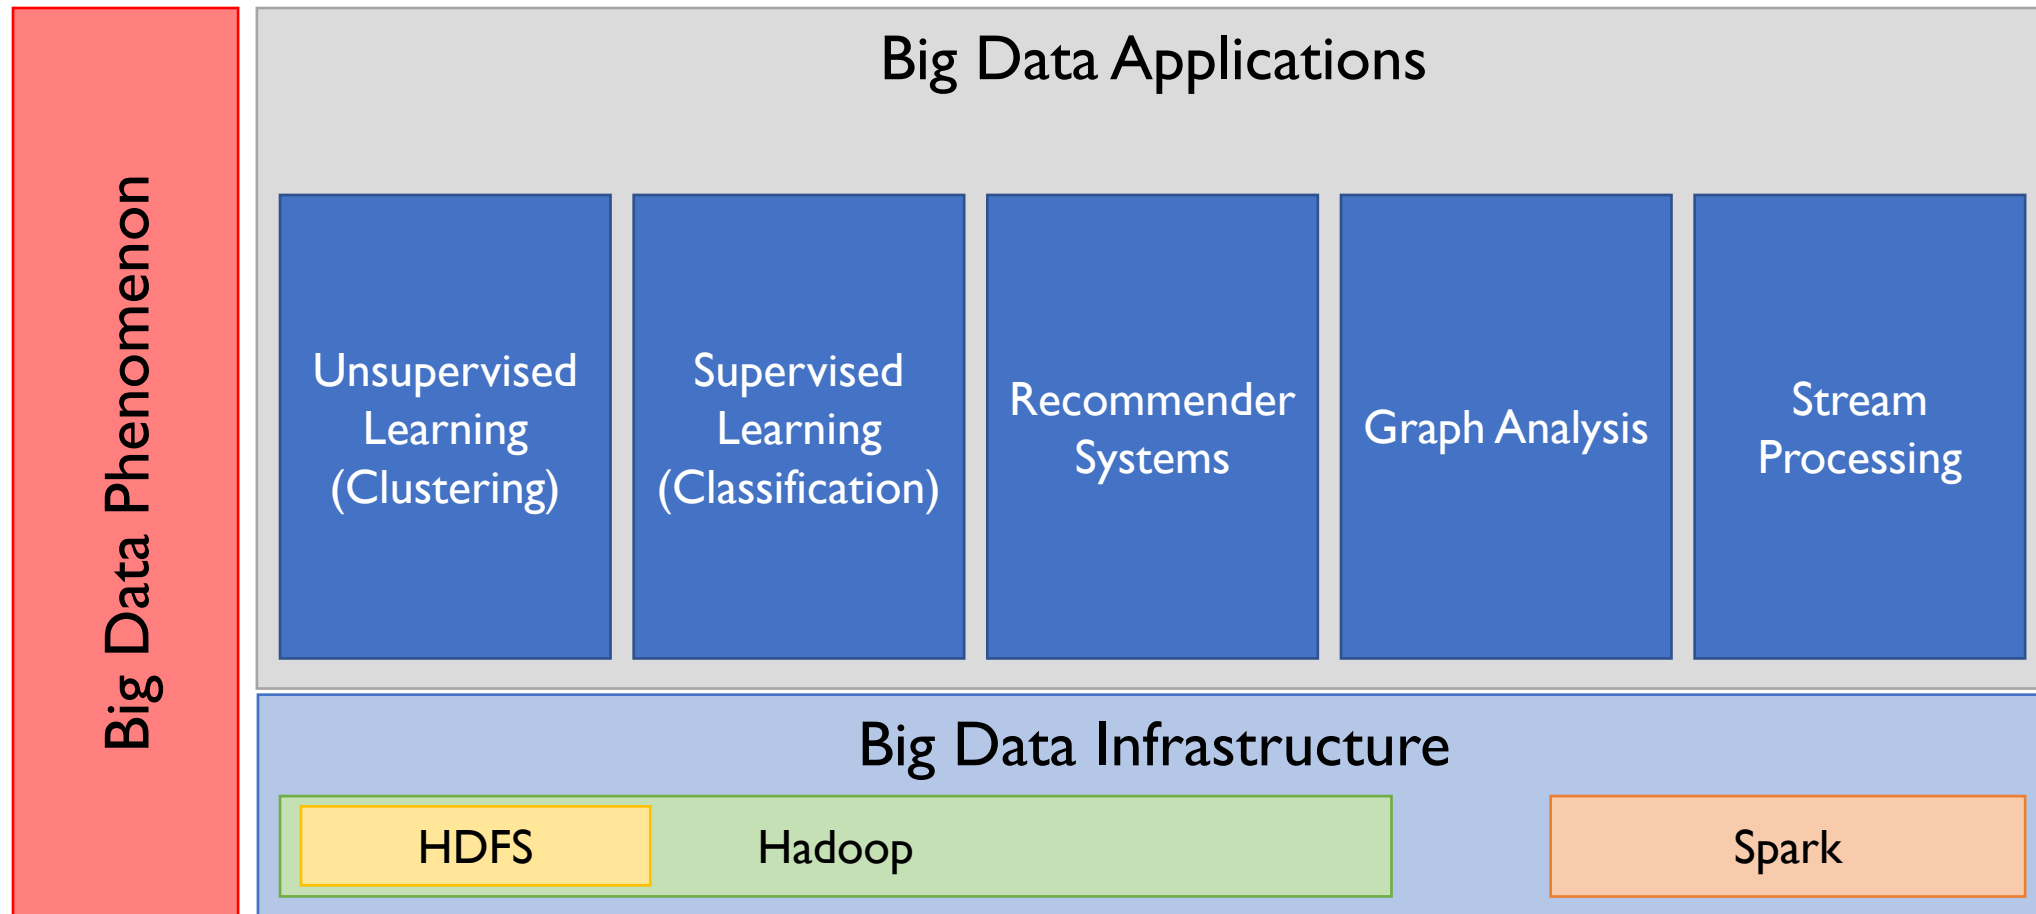 Big Data Phenomenon
Big Data Applications
Unsupervised
Learning
(Clustering)
Supervised
Learning
(Classification)
Recommender
Systems
Graph Analysis
Stream
Processing
Big Data Infrastructure
HDFS
Hadoop
Spark